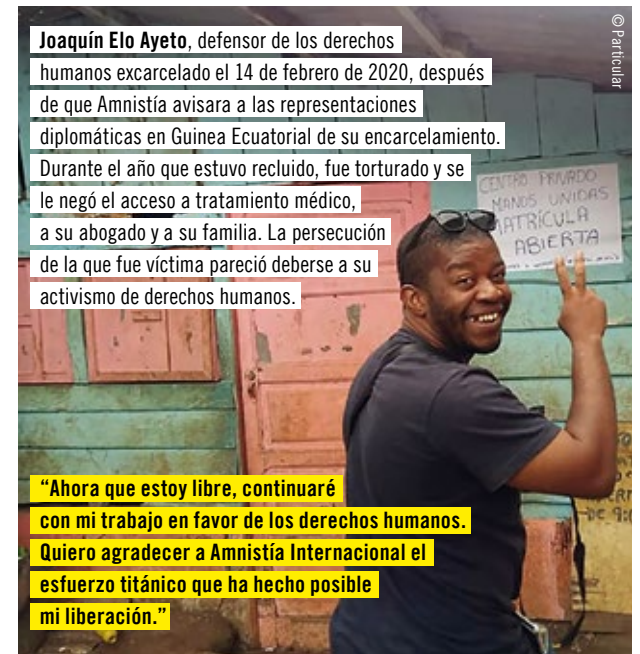 © Particular
Joaquín Elo Ayeto, defensor de los derechos
humanos excarcelado el 14 de febrero de 2020, después
de que Amnistía avisara a las representaciones
diplomáticas en Guinea Ecuatorial de su encarcelamiento.
Durante el año que estuvo recluido, fue torturado y se
le negó el acceso a tratamiento médico,
a su abogado y a su familia. La persecución
de la que fue víctima pareció deberse a su
activismo de derechos humanos.
CENTRO PRIVADO
MANOS UNIDAS
MATRÍCULA
ABIERTA
“Ahora que estoy libre, continuaré
con mi trabajo en favor de los derechos humanos.
Quiero agradecer a Amnistía Internacional el
esfuerzo titánico que ha hecho posible
mi liberación.”